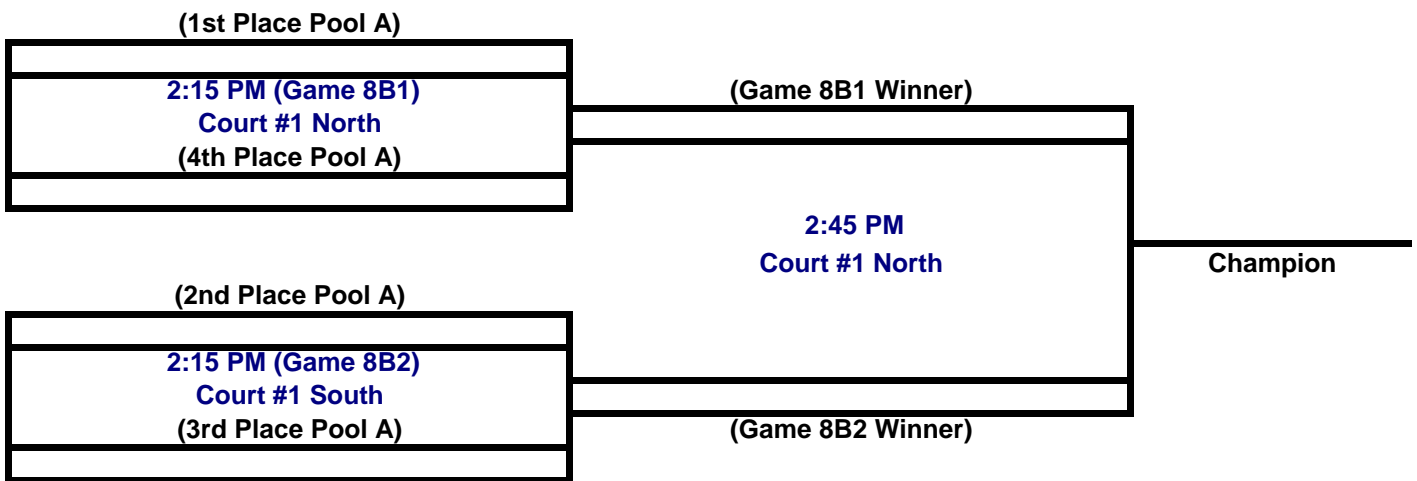 (1st Place Pool A)
2:15 PM (Game 8B1)
Court #1 North
(4th Place Pool A)
(Game 8B1 Winner)
2:45 PM
Court #1 North
Champion
(2nd Place Pool A)
2:15 PM (Game 8B2)
Court #1 South
(3rd Place Pool A)
(Game 8B2 Winner)